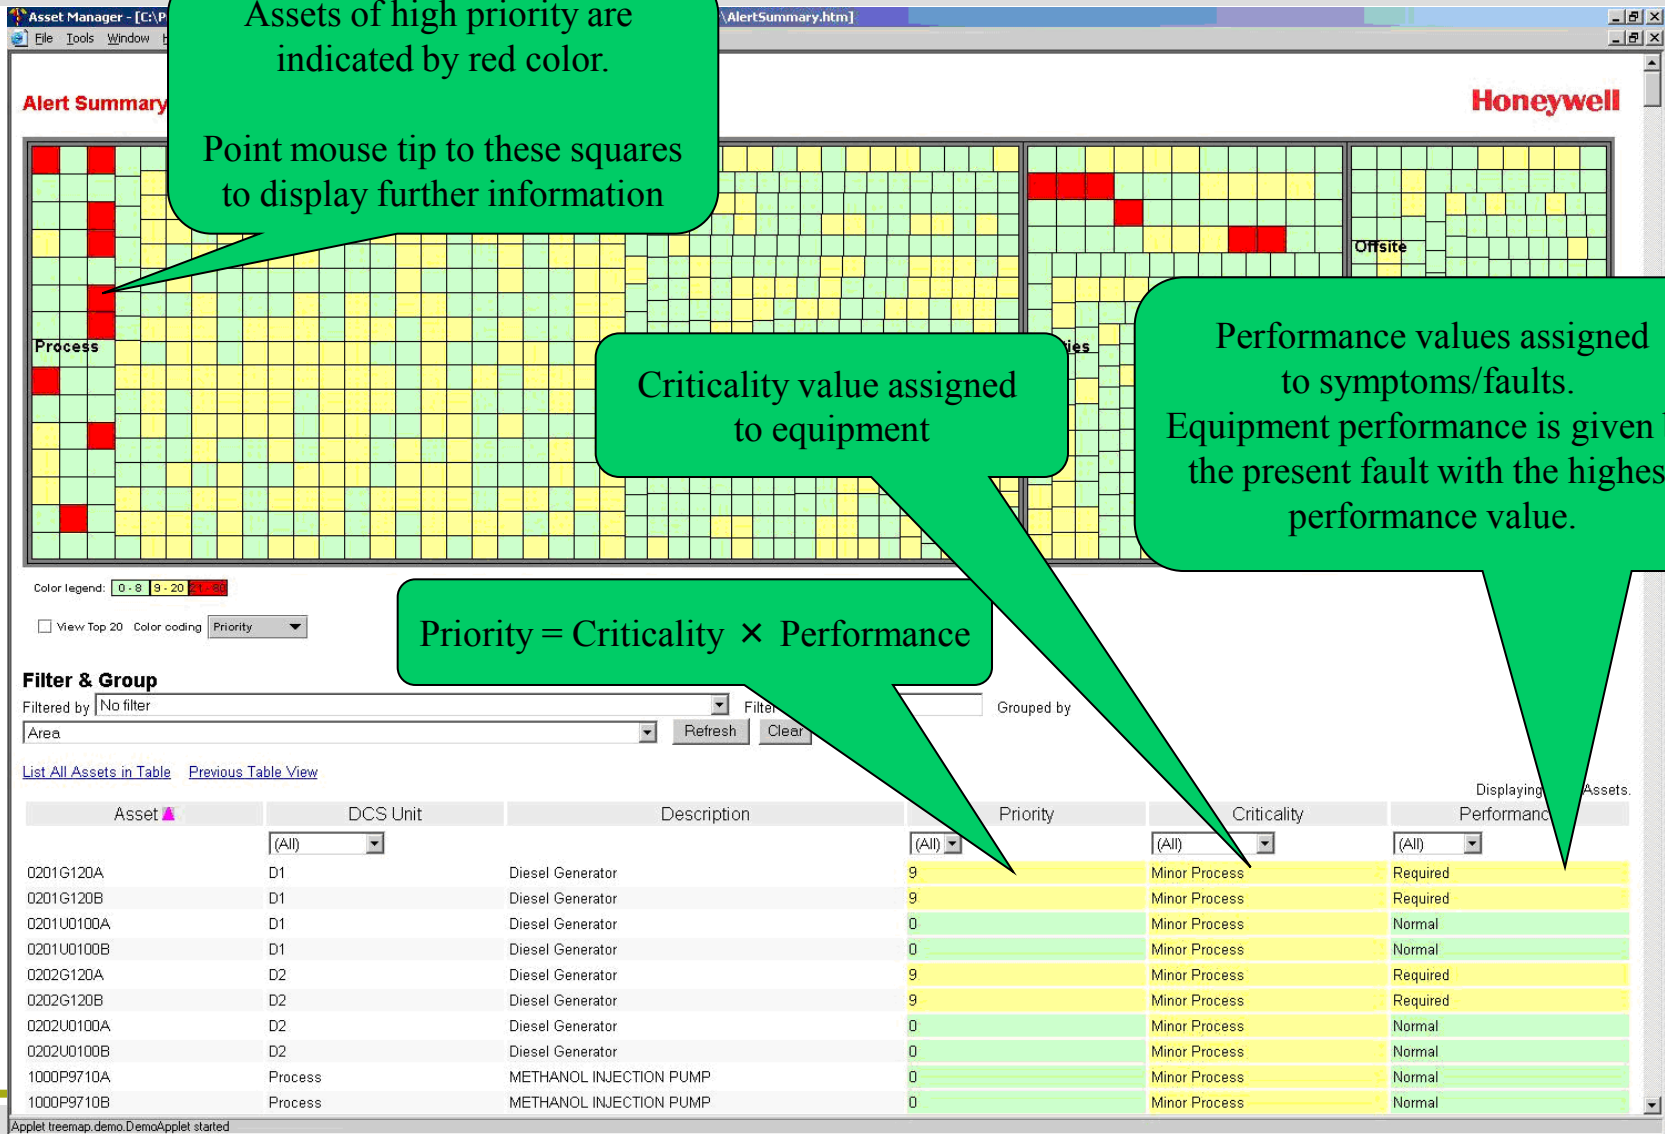 Asset Manager - [C:\P \AlertSummary.htm]
File Tools Window
Assets of high priority are
indicated by red color.
Point mouse tip to these squares
to display further information
Alert Summary
Honeywell
Offsite
Process
ies
Criticality value assigned
to equipment
Performance values assigned
to symptoms/faults.
Equipment performance is given
the present fault with the highes
performance value.
Color legend: 0 - 8 9 - 20
View Top 20 Color coding Priority
Priority = Criticality × Performance
Filter & Group
Filtered by No filter Filter Grouped by
Area Refresh Clear
List All Assets in Table Previous Table View
Displaying Assets.
Asset DCS Unit Description Priority Criticality Performanc
(All) (All) (All) (All)
0201G120A D1 Diesel Generator 9 Minor Process Required
0201G120B D1 Diesel Generator 9 Minor Process Required
0201U0100A D1 Diesel Generator 0 Minor Process Normal
0201U0100B D1 Diesel Generator 0 Minor Process Normal
0202G120A D2 Diesel Generator 9 Minor Process Required
0202G120B D2 Diesel Generator 9 Minor Process Required
0202U0100A D2 Diesel Generator 0 Minor Process Normal
0202U0100B D2 Diesel Generator 0 Minor Process Normal
1000P9710A Process METHANOL INJECTION PUMP 0 Minor Process Normal
1000P9710B Process METHANOL INJECTION PUMP 0 Minor Process Normal
Applet treemap.demo.DemoApplet started